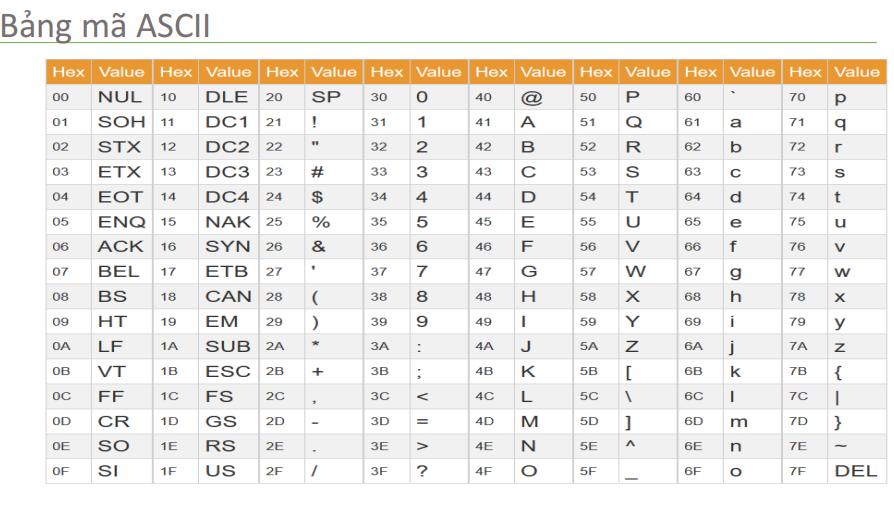 Bảng mã ASCII
Hex Value Hex Value Hex Value Hex Value Hex Value Hex Value Hex Value Hex Value
00 NUL 10 DLE 20 SP 30 0 40 @ 50 P 60 ` 70 p
01 SOH 11 DC1 21 ! 31 1 41 A 51 Q 61 a 71 q
02 STX 12 DC2 22 " 32 2 42 B 52 R 62 b 72 r
03 ETX 13 DC3 23 # 33 3 43 C 53 S 63 c 73 s
04 EOT 14 DC4 24 $ 34 4 44 D 54 T 64 d 74 t
05 ENQ 15 NAK 25 % 35 5 45 E 55 U 65 e 75 u
06 ACK 16 SYN 26 & 36 6 46 F 56 V 66 f 76 v
07 BEL 17 ETB 27 ' 37 7 47 G 57 W 67 g 77 w
08 BS 18 CAN 28 ( 38 8 48 H 58 X 68 h 78 x
09 HT 19 EM 29 ) 39 9 49 I 59 Y 69 i 79 y
0A LF 1A SUB 2A * 3A : 4A J 5A Z 6A j 7A z
0B VT 1B ESC 2B + 3B ; 4B K 5B [ 6B k 7B {
0C FF 1C FS 2C , 3C < 4C L 5C \ 6C l 7C |
0D CR 1D GS 2D - 3D = 4D M 5D ] 6D m 7D }
0E SO 1E RS 2E . 3E > 4E N 5E ^ 6E n 7E ~
0F SI 1F US 2F / 3F ? 4F O 5F _ 6F o 7F DEL